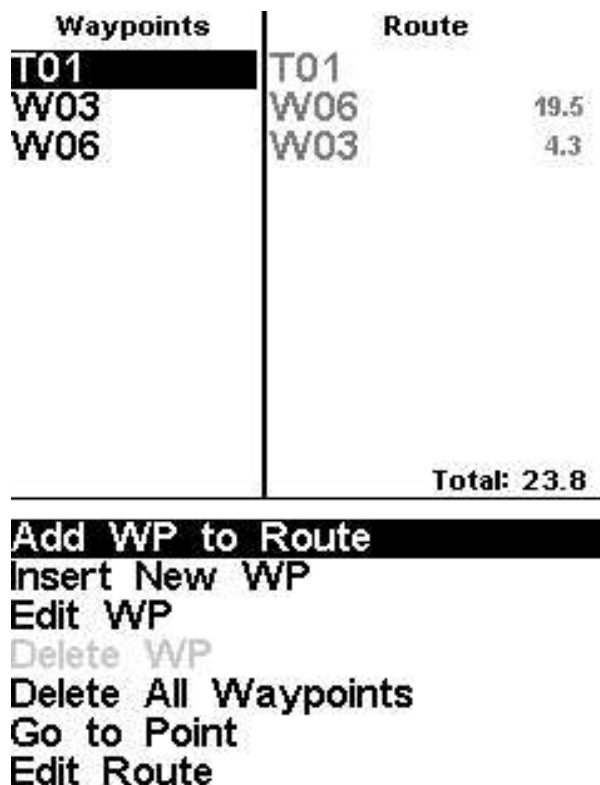 Waypoints Route
T01 T01
W03 W06 19.5
W06 W03 4.3
Total: 23.8
Add WP to Route
Insert New WP
Edit WP
Delete WP
Delete All Waypoints
Go to Point
Edit Route